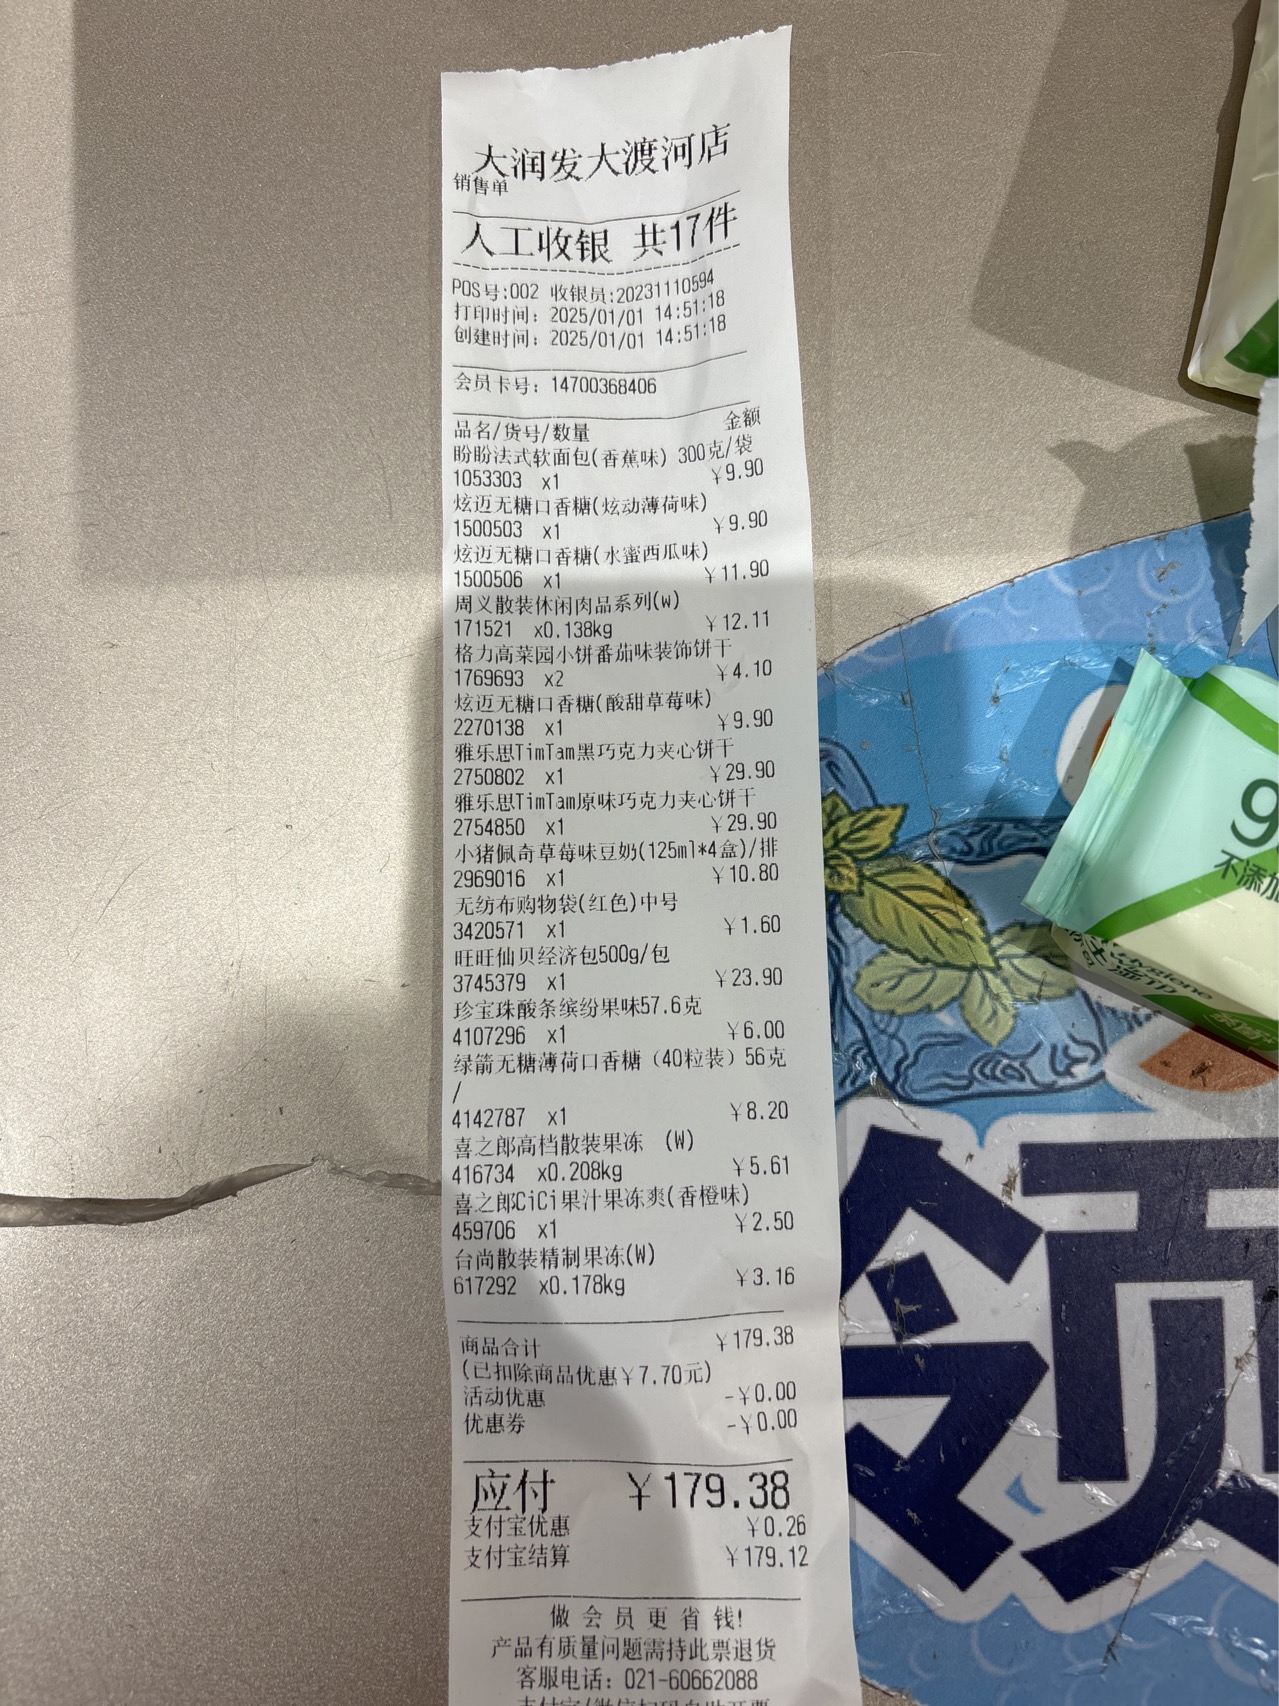 大润发大渡河店
销售单
人工收银 共17件
POS号:002 收银员:20231110594
打印时间: 2025/01/01 14:51:18
创建时间: 2025/01/01 14:51:18
会员卡号: 14700368406
品名/货号/数量 金额
盼盼法式软面包(香蕉味) 300克/袋
1053303 x1 ¥9.90
炫迈无糖口香糖(炫动薄荷味)
1500503 x1 ¥9.90
炫迈无糖口香糖(水蜜西瓜味)
1500506 x1 ¥11.90
周义散装休闲肉品系列(w)
171521 x0.138kg ¥12.11
格力高菜园小饼番茄味装饰饼干
1769693 x2 ¥4.10
炫迈无糖口香糖(酸甜草莓味)
2270138 x1 ¥9.90
雅乐思TimTam黑巧克力夹心饼干
2750802 x1 ¥29.90
雅乐思TimTam原味巧克力夹心饼干
2754850 x1 ¥29.90
小猪佩奇草莓味豆奶(125ml*4盒)/排
2969016 x1 ¥10.80
无纺布购物袋(红色)中号
3420571 x1 ¥1.60
旺旺仙贝经济包500g/包
3745379 x1 ¥23.90
珍宝珠酸条缤纷果味57.6克
4107296 x1 ¥6.00
绿箭无糖薄荷口香糖（40粒装）56克
/
4142787 x1 ¥8.20
喜之郎高档散装果冻 (W)
416734 x0.208kg ¥5.61
喜之郎CiCi果汁果冻爽(香橙味)
459706 x1 ¥2.50
台尚散装精制果冻(W)
617292 x0.178kg ¥3.16
商品合计 ¥179.38
(已扣除商品优惠¥7.70元)
活动优惠 -¥0.00
优惠券 -¥0.00
应付 ¥179.38
支付宝优惠 ¥0.26
支付宝结算 ¥179.12
做会员更省钱!
产品有质量问题需持此票退货
客服电话: 021-60662088
支付宝/微信扫码自助开票
9
不添加